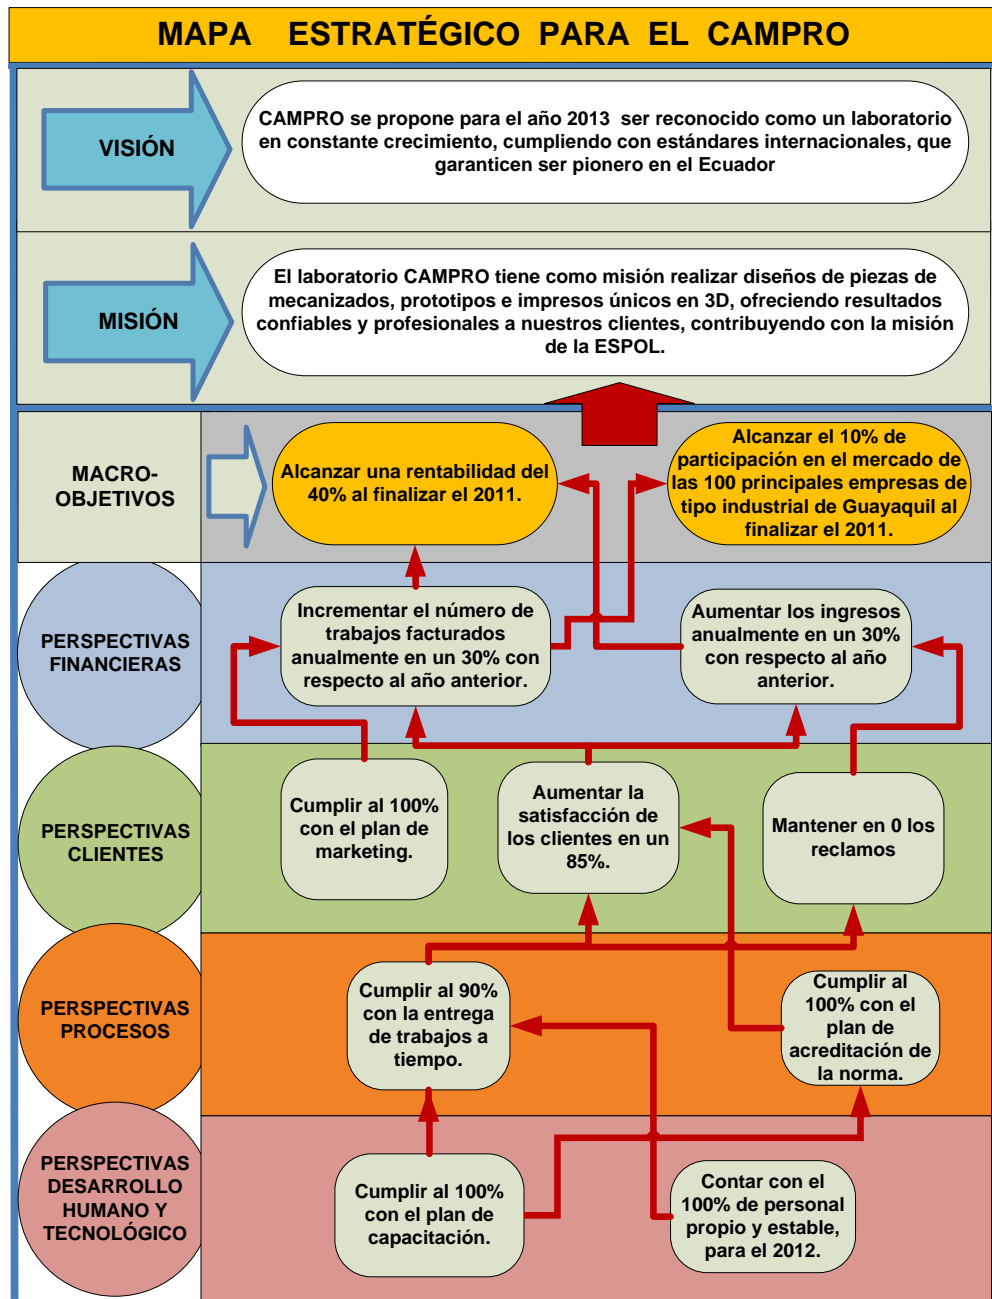 MAPA ESTRATÉGICO PARA EL CAMPRO
VISIÓN
CAMPRO se propone para el año 2013 ser reconocido como un laboratorio
en constante crecimiento, cumpliendo con estándares internacionales, que
garanticen ser pionero en el Ecuador
MISIÓN
El laboratorio CAMPRO tiene como misión realizar diseños de piezas de
mecanizados, prototipos e impresos únicos en 3D, ofreciendo resultados
confiables y profesionales a nuestros clientes, contribuyendo con la misión
de la ESPOL.
MACRO-
OBJETIVOS
Alcanzar una rentabilidad del
40% al finalizar el 2011.
Alcanzar el 10% de
participación en el mercado de
las 100 principales empresas de
tipo industrial de Guayaquil al
finalizar el 2011.
PERSPECTIVAS
FINANCIERAS
Incrementar el número de
trabajos facturados
anualmente en un 30% con
respecto al año anterior.
Aumentar los ingresos
anualmente en un 30%
con respecto al año
anterior.
PERSPECTIVAS
CLIENTES
Cumplir al 100%
con el plan de
marketing.
Aumentar la
satisfacción de
los clientes en un
85%.
Mantener en 0 los
reclamos
PERSPECTIVAS
PROCESOS
Cumplir al 90%
con la entrega
de trabajos a
tiempo.
Cumplir al
100% con el
plan de
acreditación de
la norma.
PERSPECTIVAS
DESARROLLO
HUMANO Y
TECNOLÓGICO
Cumplir al 100%
con el plan de
capacitación.
Contar con el
100% de personal
propio y estable,
para el 2012.